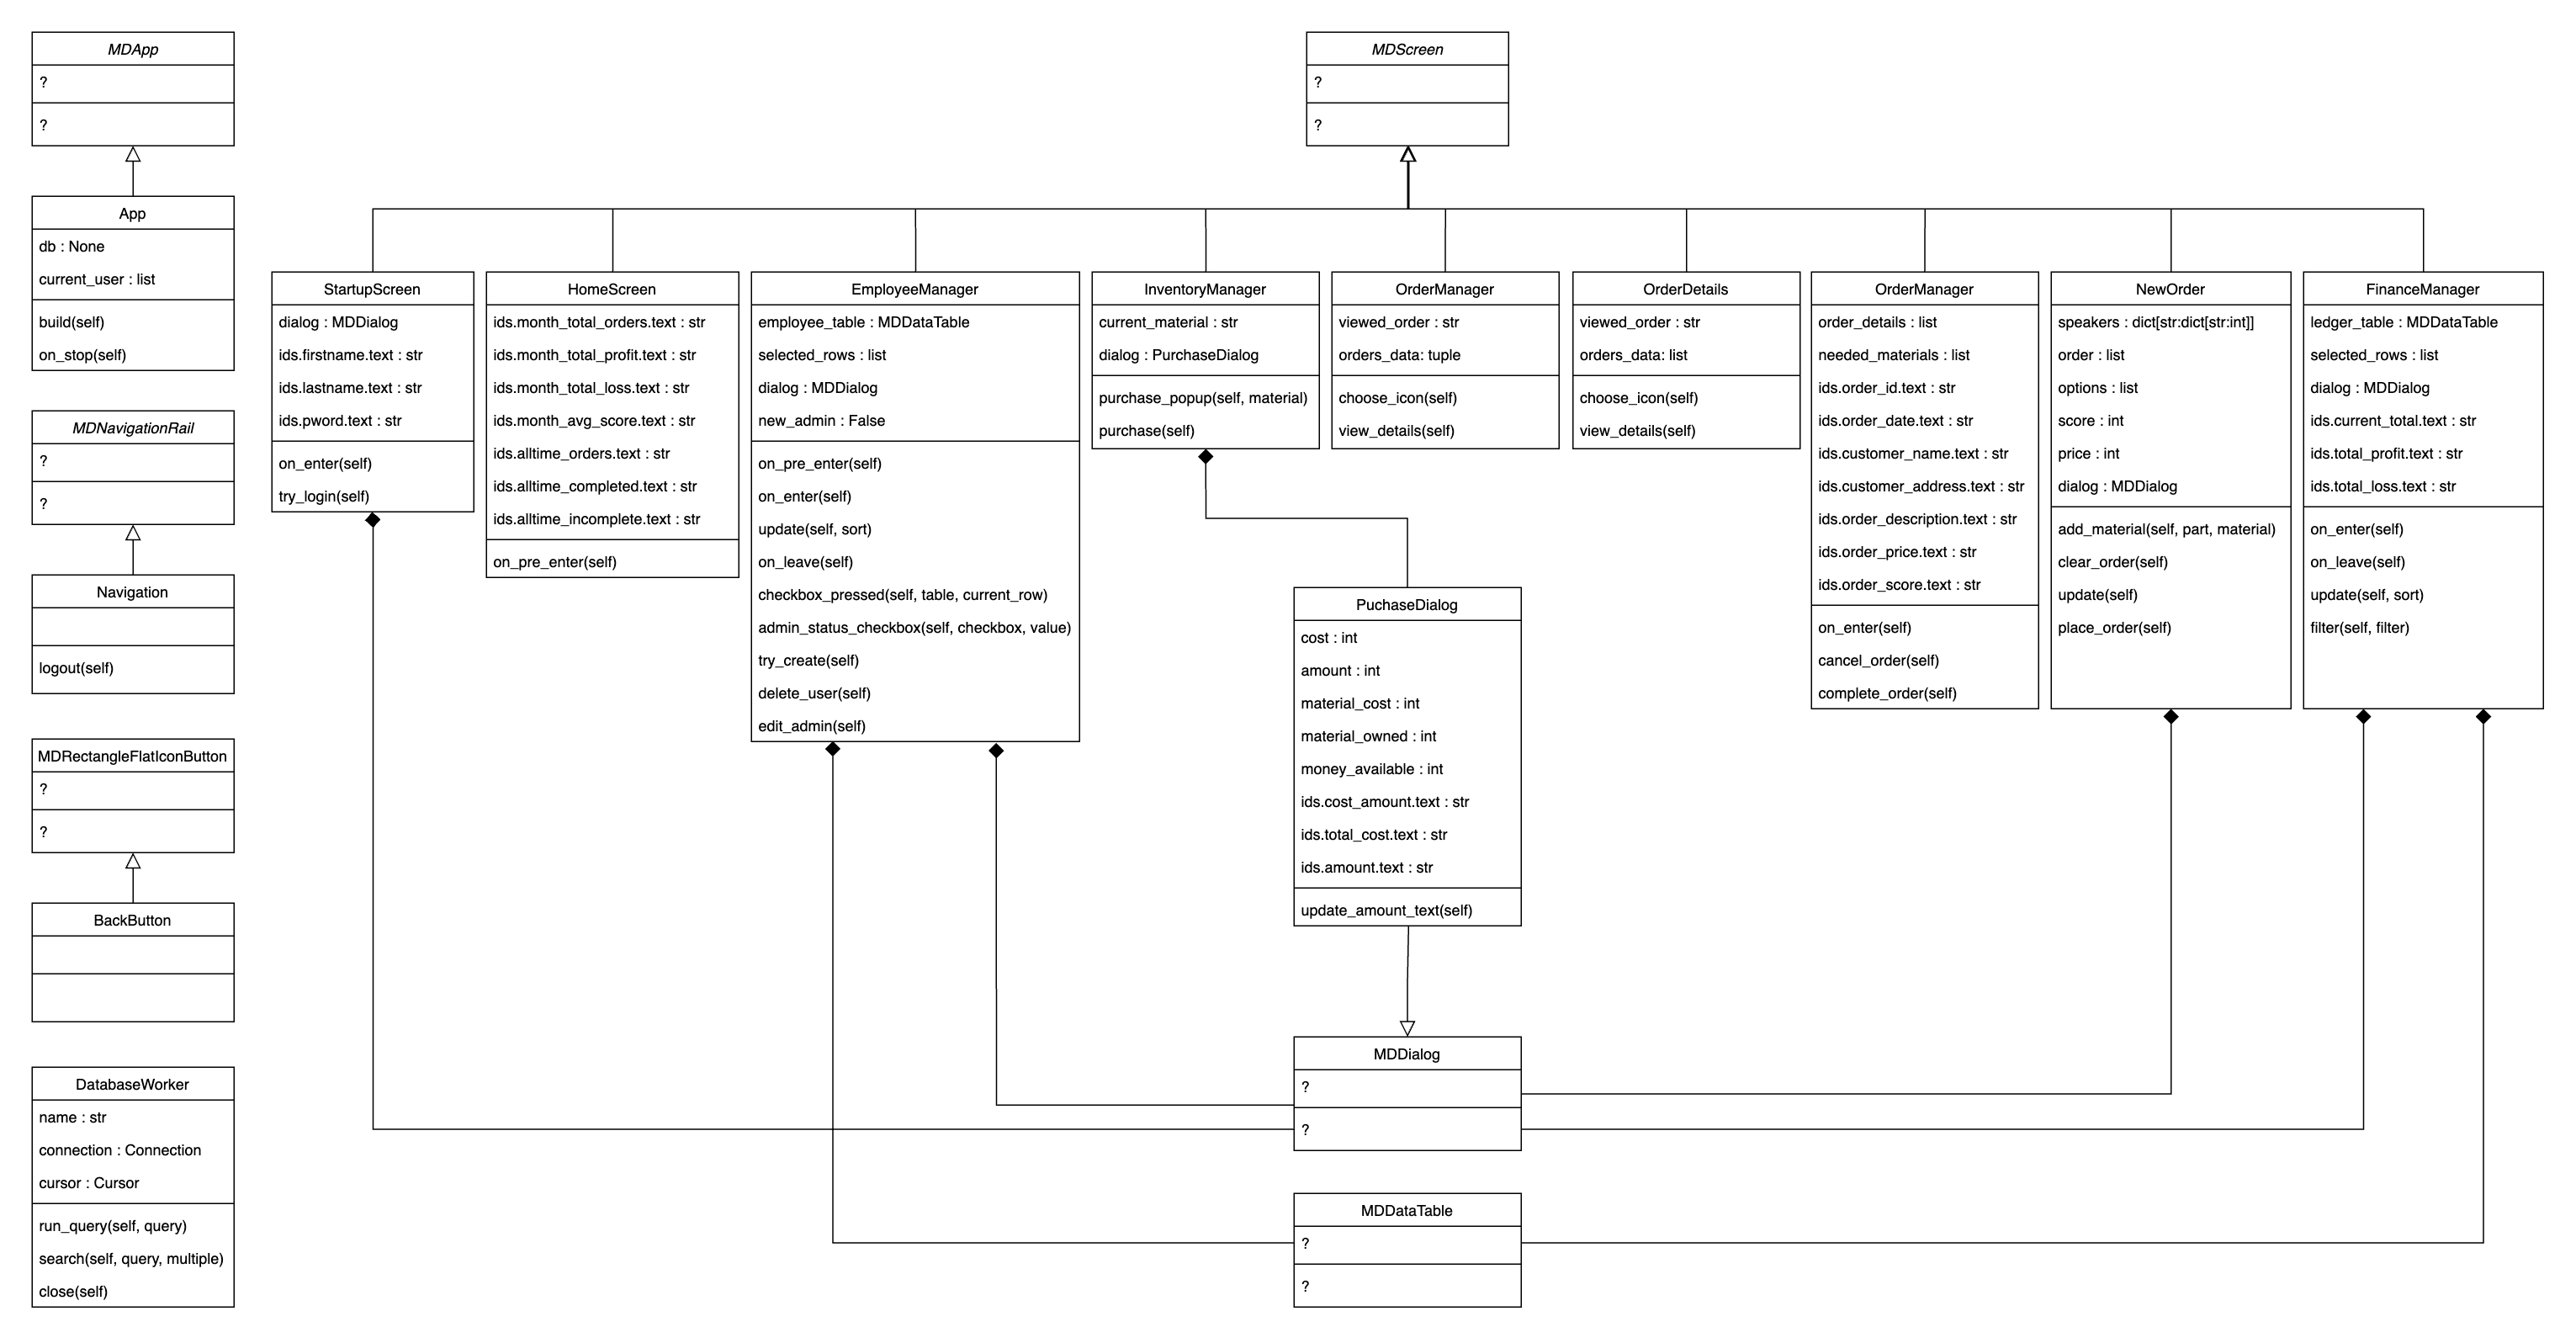 MDApp
?
?
App
db : None
current_user : list
build(self)
on_stop(self)
MDNavigationRail
?
?
Navigation
logout(self)
MDRectangleFlatIconButton
?
?
BackButton
DatabaseWorker
name : str
connection : Connection
cursor : Cursor
run_query(self, query)
search(self, query, multiple)
close(self)
MDScreen
?
?
StartupScreen
dialog : MDDialog
ids.firstname.text : str
ids.lastname.text : str
ids.pword.text : str
on_enter(self)
try_login(self)
HomeScreen
ids.month_total_orders.text : str
ids.month_total_profit.text : str
ids.month_total_loss.text : str
ids.month_avg_score.text : str
ids.alltime_orders.text : str
ids.alltime_completed.text : str
ids.alltime_incomplete.text : str
on_pre_enter(self)
EmployeeManager
employee_table : MDDataTable
selected_rows : list
dialog : MDDialog
new_admin : False
on_pre_enter(self)
on_enter(self)
update(self, sort)
on_leave(self)
checkbox_pressed(self, table, current_row)
admin_status_checkbox(self, checkbox, value)
try_create(self)
delete_user(self)
edit_admin(self)
InventoryManager
current_material : str
dialog : PurchaseDialog
purchase_popup(self, material)
purchase(self)
OrderManager
viewed_order : str
orders_data: tuple
choose_icon(self)
view_details(self)
OrderDetails
viewed_order : str
orders_data: list
choose_icon(self)
view_details(self)
OrderManager
order_details : list
needed_materials : list
ids.order_id.text : str
ids.order_date.text : str
ids.customer_name.text : str
ids.customer_address.text : str
ids.order_description.text : str
ids.order_price.text : str
ids.order_score.text : str
on_enter(self)
cancel_order(self)
complete_order(self)
NewOrder
speakers : dict[str:dict[str:int]]
order : list
options : list
score : int
price : int
dialog : MDDialog
add_material(self, part, material)
clear_order(self)
update(self)
place_order(self)
FinanceManager
ledger_table : MDDataTable
selected_rows : list
dialog : MDDialog
ids.current_total.text : str
ids.total_profit.text : str
ids.total_loss.text : str
on_enter(self)
on_leave(self)
update(self, sort)
filter(self, filter)
PuchaseDialog
cost : int
amount : int
material_cost : int
material_owned : int
money_available : int
ids.cost_amount.text : str
ids.total_cost.text : str
ids.amount.text : str
update_amount_text(self)
MDDialog
?
?
MDDataTable
?
?